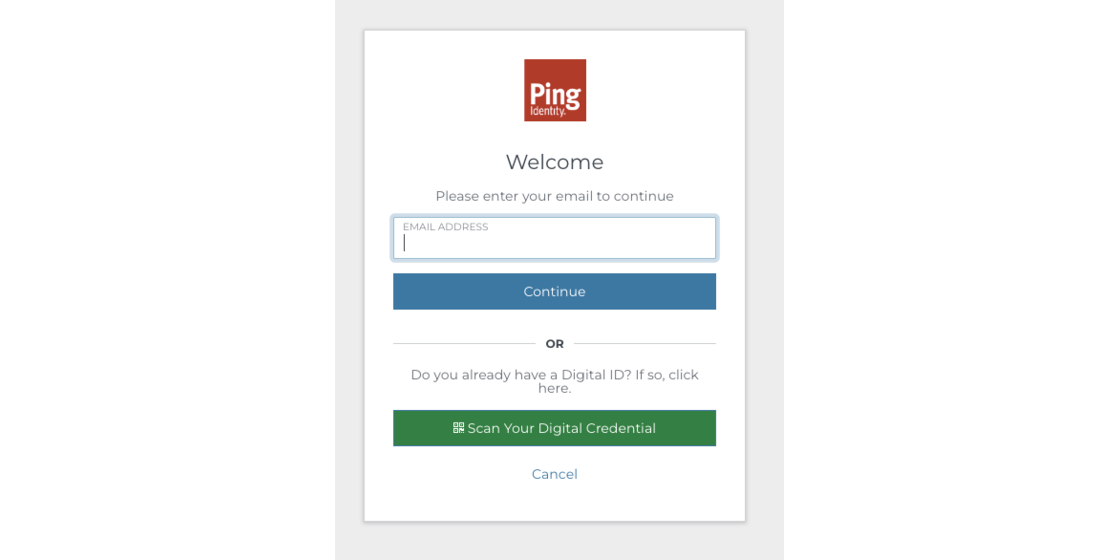 Ping
Identity.
Welcome
Please enter your email to continue
EMAIL ADDRESS
Continue
OR
Do you already have a Digital ID? If so, click
here.
Scan Your Digital Credential
Cancel